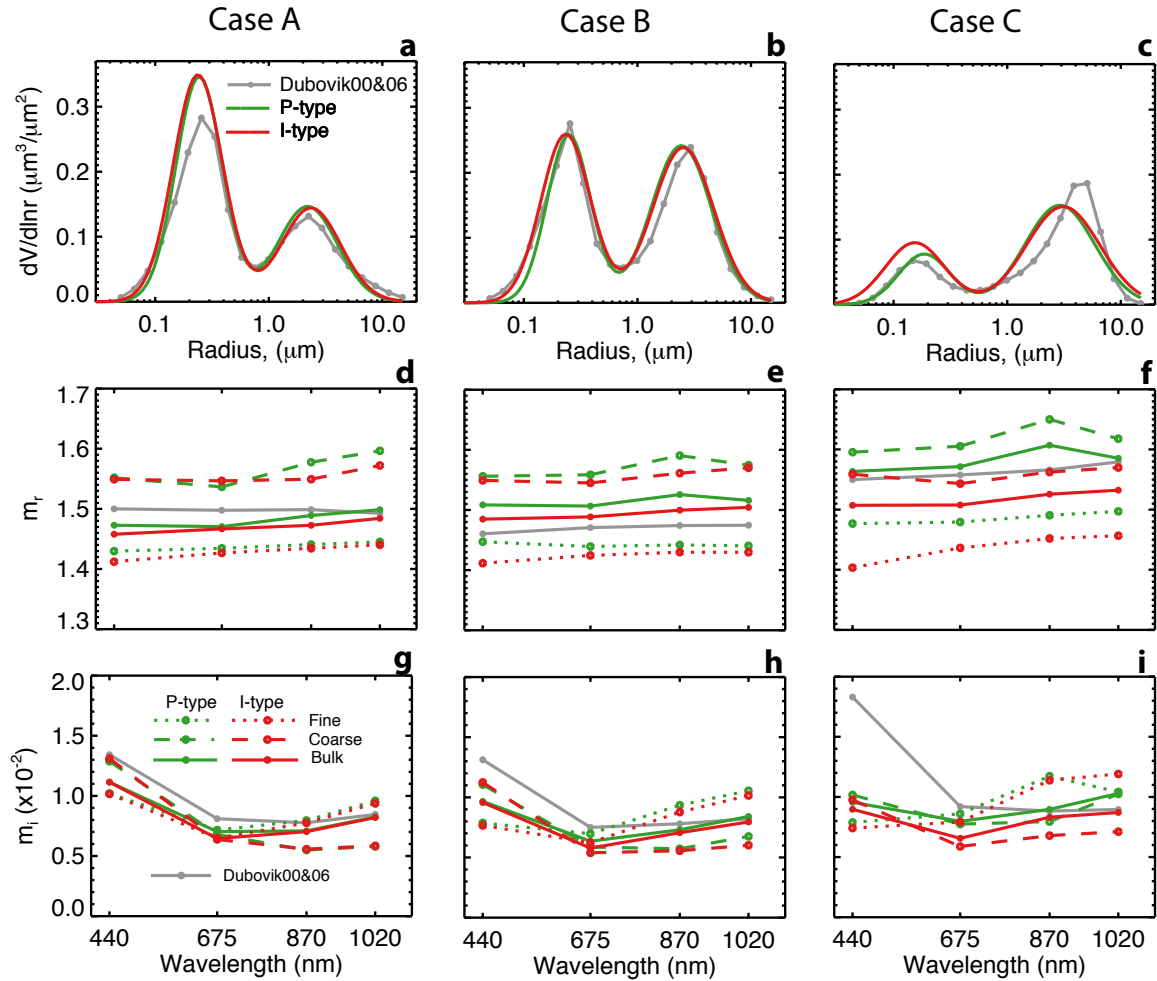 Case A Case B Case C
a b c
dV/dlnr (μm³/μm²)
0.3
0.2
0.1
0.0
Dubovik00&06
P-type
I-type
0.1 1.0 10.0 0.1 1.0 10.0 0.1 1.0 10.0
Radius, (μm) Radius, (μm) Radius, (μm)
d e f
m_r
1.7
1.6
1.5
1.4
1.3
g h i
m_i (x10⁻²)
2.0
1.5
1.0
0.5
0.0
P-type I-type
Fine
Coarse
Bulk
Dubovik00&06
440 675 870 1020 440 675 870 1020 440 675 870 1020
Wavelength (nm) Wavelength (nm) Wavelength (nm)